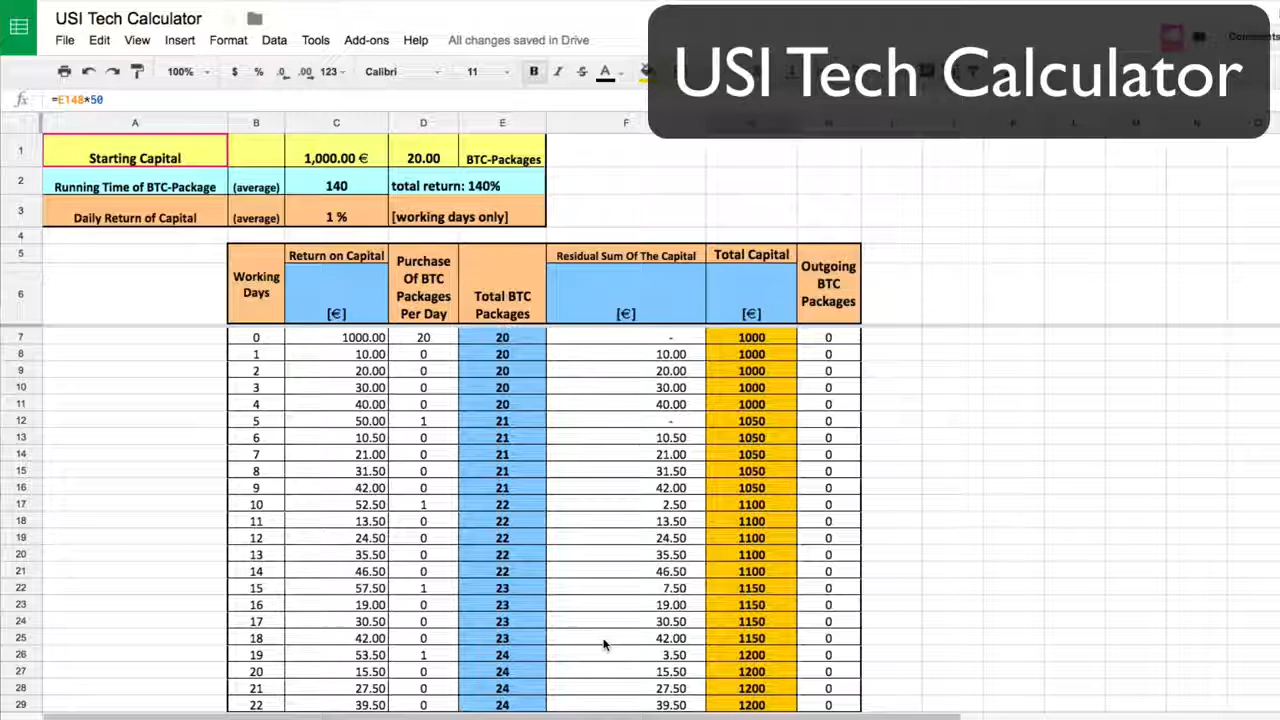 USI Tech Calculator
USI Tech Calculator
File Edit View Insert Format Data Tools Add-ons Help All changes saved in Drive
100% $ % .0 .00 123 Calibri 11 B I S A
fx =E148*50
A B C D E F
1 Starting Capital 1,000.00 € 20.00 BTC-Packages
2 Running Time of BTC-Package (average) 140 total return: 140%
3 Daily Return of Capital (average) 1 % [working days only]
4
5 Return on Capital Residual Sum Of The Capital Total Capital
Working Days Purchase Of BTC Packages Per Day Total BTC Packages Outgoing BTC Packages
6 [€] [€] [€]
7 0 1000.00 20 20 - 1000 0
8 1 10.00 0 20 10.00 1000 0
9 2 20.00 0 20 20.00 1000 0
10 3 30.00 0 20 30.00 1000 0
11 4 40.00 0 20 40.00 1000 0
12 5 50.00 1 21 - 1050 0
13 6 10.50 0 21 10.50 1050 0
14 7 21.00 0 21 21.00 1050 0
15 8 31.50 0 21 31.50 1050 0
16 9 42.00 0 21 42.00 1050 0
17 10 52.50 1 22 2.50 1100 0
18 11 13.50 0 22 13.50 1100 0
19 12 24.50 0 22 24.50 1100 0
20 13 35.50 0 22 35.50 1100 0
21 14 46.50 0 22 46.50 1100 0
22 15 57.50 1 23 7.50 1150 0
23 16 19.00 0 23 19.00 1150 0
24 17 30.50 0 23 30.50 1150 0
25 18 42.00 0 23 42.00 1150 0
26 19 53.50 1 24 3.50 1200 0
27 20 15.50 0 24 15.50 1200 0
28 21 27.50 0 24 27.50 1200 0
29 22 39.50 0 24 39.50 1200 0